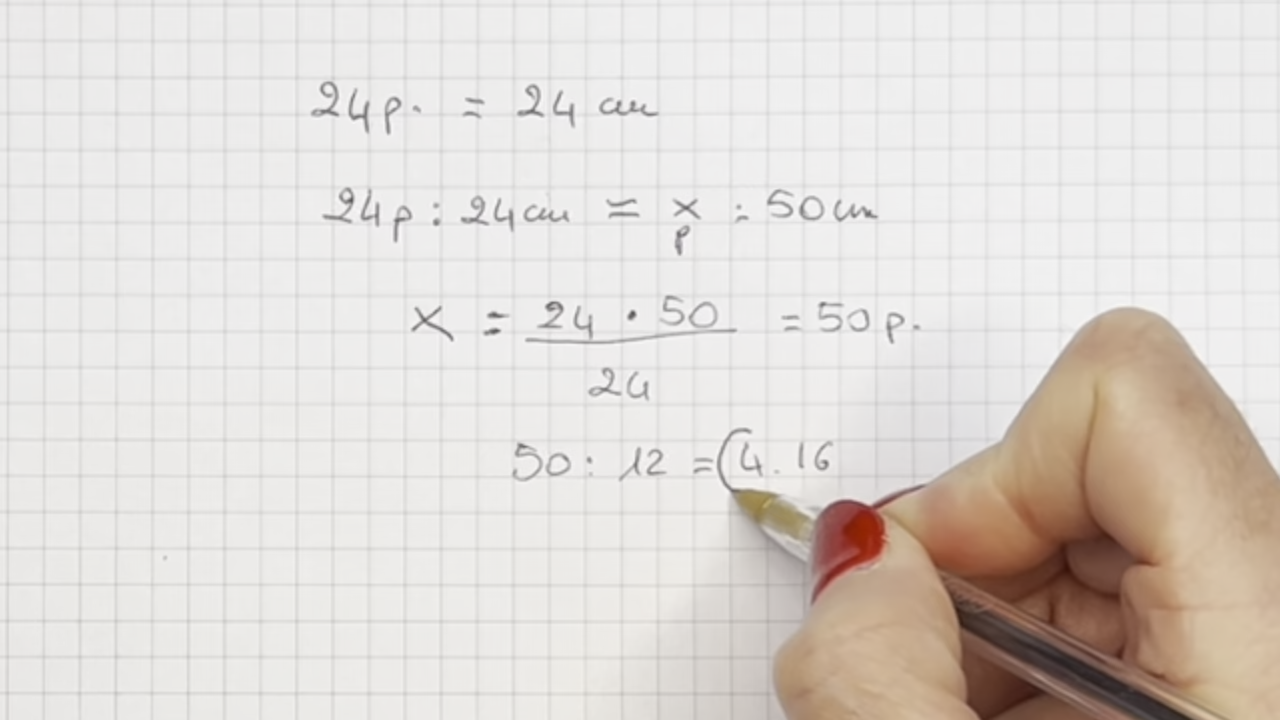 24p. = 24 cm
24p : 24cm = x p : 50cm
x = 24 · 50 / 24 = 50 p.
50 : 12 = (4.16